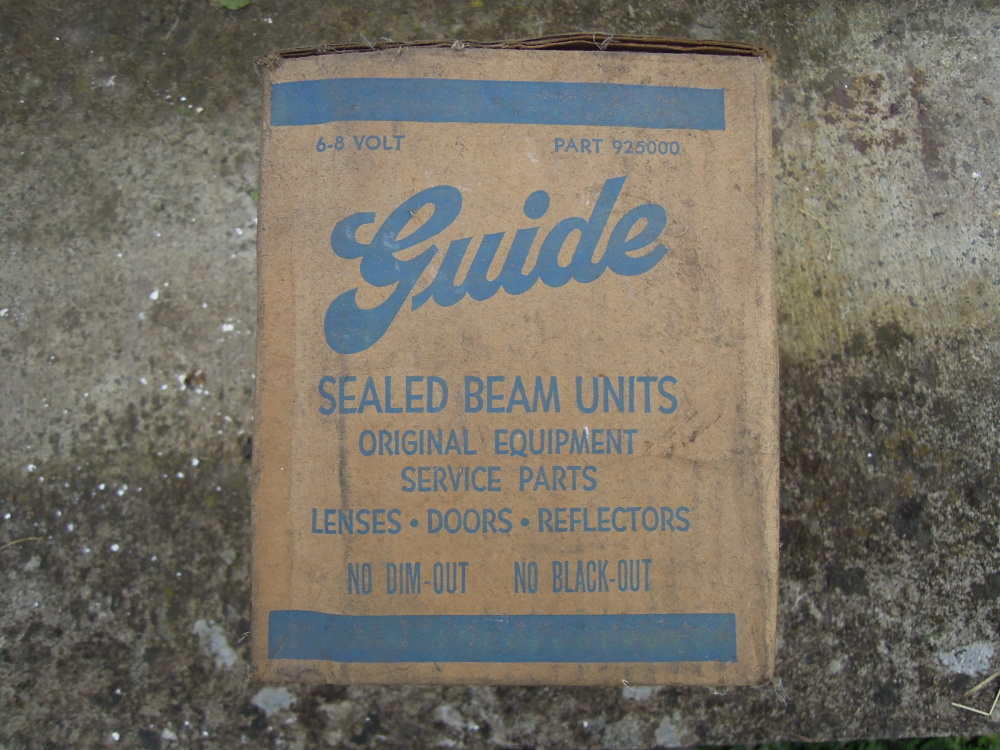 6-8 VOLT PART 925000
Guide
SEALED BEAM UNITS
ORIGINAL EQUIPMENT
SERVICE PARTS
LENSES • DOORS • REFLECTORS
NO DIM-OUT NO BLACK-OUT